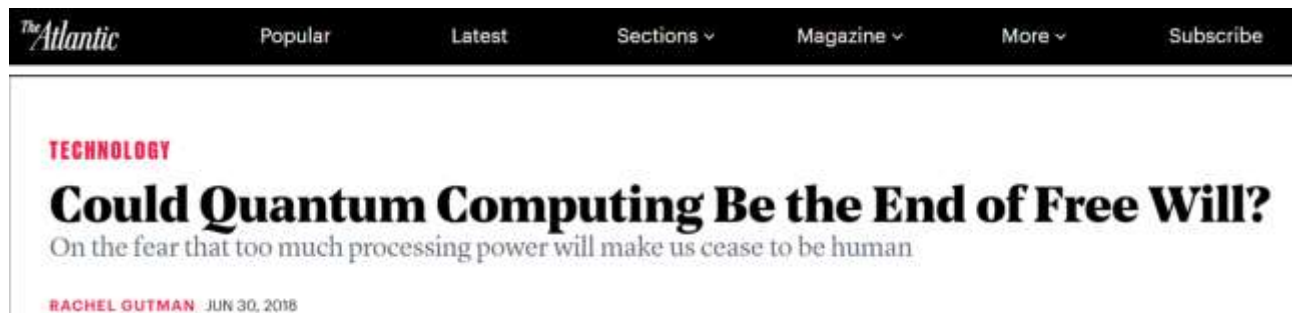 The Atlantic Popular Latest Sections Magazine More Subscribe
TECHNOLOGY
Could Quantum Computing Be the End of Free Will?
On the fear that too much processing power will make us cease to be human
RACHEL GUTMAN JUN 30, 2018